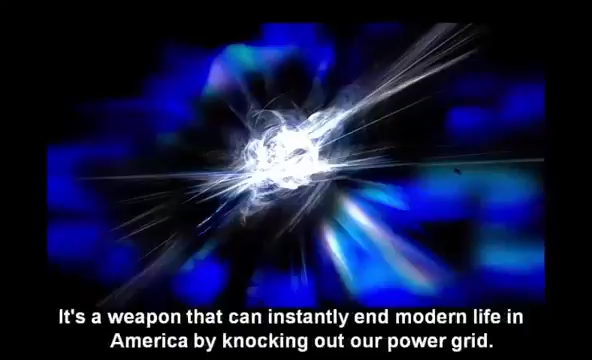 It's a weapon that can instantly end modern life in
America by knocking out our power grid.